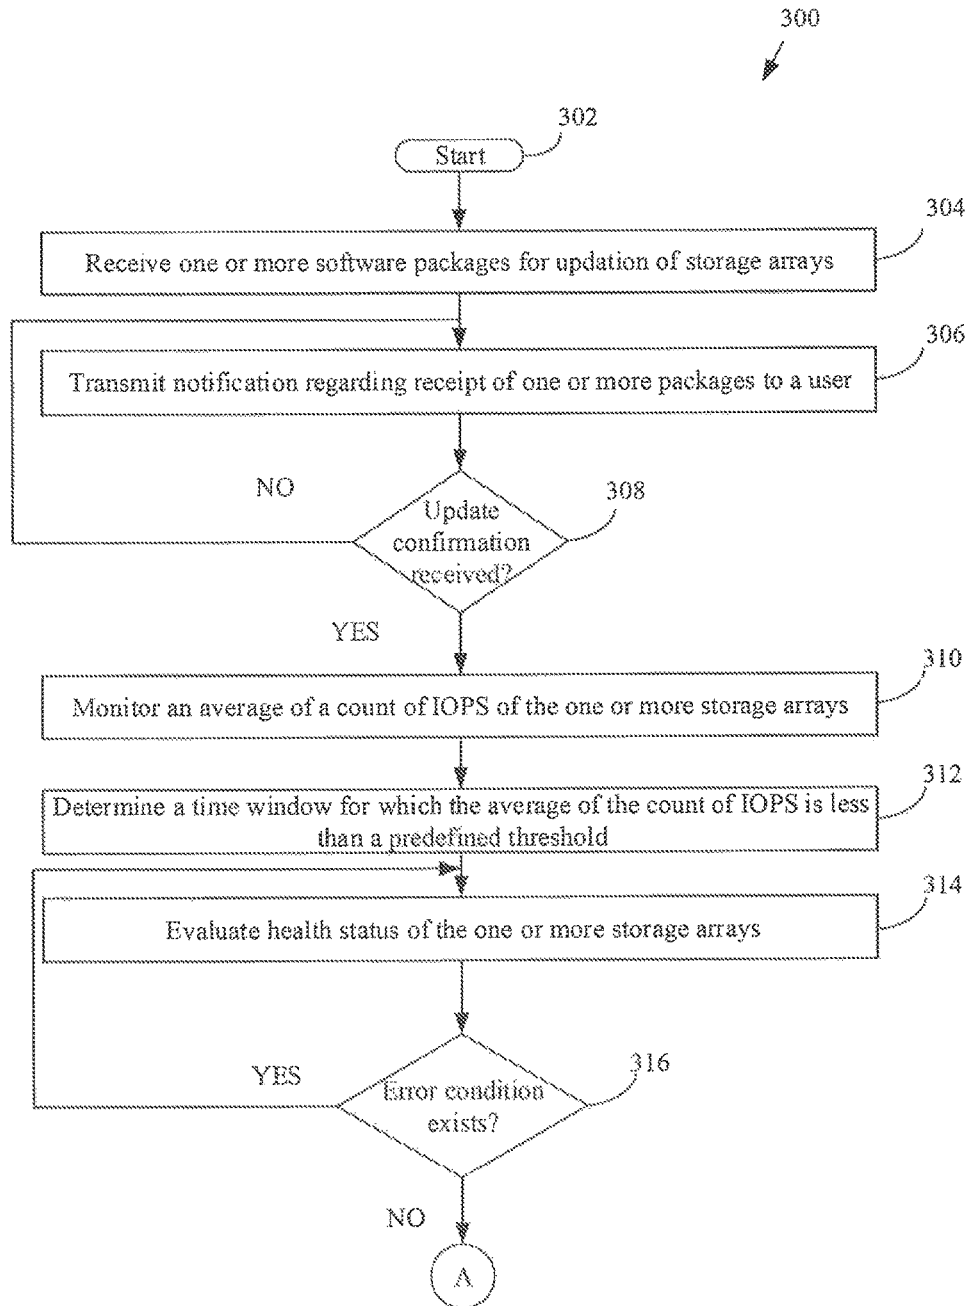 300
302
Start
304
Receive one or more software packages for updation of storage arrays
306
Transmit notification regarding receipt of one or more packages to a user
NO
308
Update
confirmation
received?
YES
310
Monitor an average of a count of IOPS of the one or more storage arrays
312
Determine a time window for which the average of the count of IOPS is less
than a predefined threshold
314
Evaluate health status of the one or more storage arrays
YES
316
Error condition
exists?
NO
A